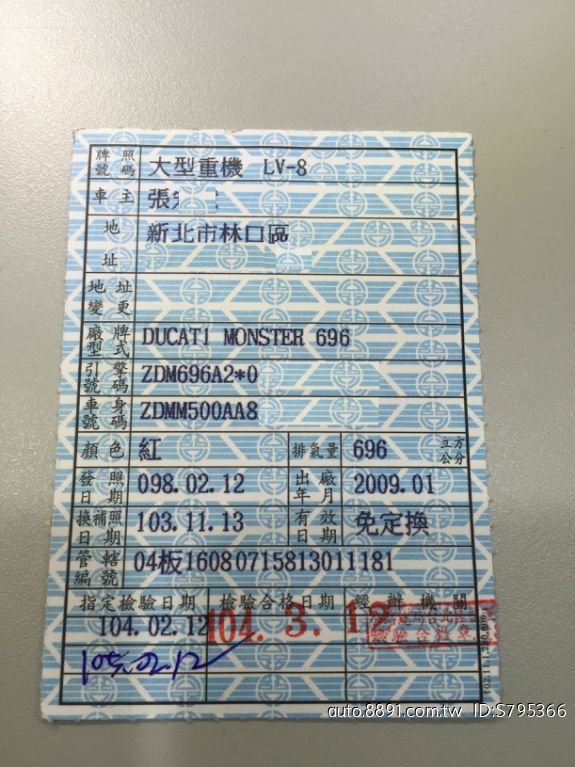 牌照號碼 大型重機 LV-8
車主 張
地址 新北市林口區
地址變更
廠牌型式 DUCATI MONSTER 696
引擎號碼 ZDM696A2*0
車身號碼 ZDMM500AA8
顏色 紅 排氣量 696 立方公分
發照日期 098.02.12 出廠年月 2009.01
換補照日期 103.11.13 有效日期 免定換
管轄編號 04板16080715813011181
指定檢驗日期 檢驗合格日期 經辦機關
104.02.12 104.3.12
檢驗合格章
105.02.12
auto.8891.com.tw ID:S795366